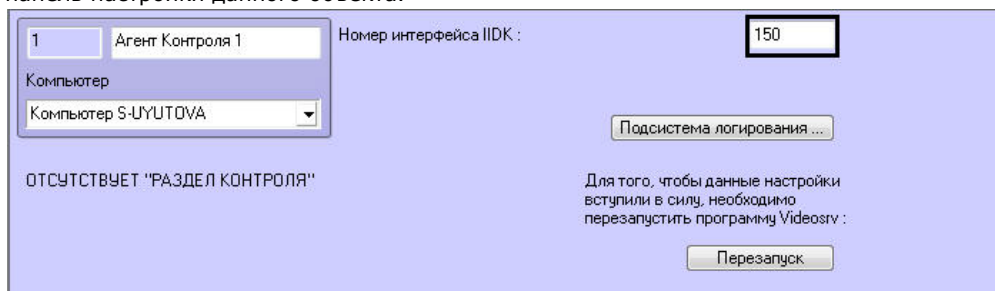 панель настройки данного объекта.
1
Агент Контроля 1
Номер интерфейса IIDK :
150
Компьютер
Компьютер S-UYUTOVA
Подсистема логирования ...
ОТСУТСТВУЕТ "РАЗДЕЛ КОНТРОЛЯ"
Для того, чтобы данные настройки
вступили в силу, необходимо
перезапустить программу Videosrv :
Перезапуск